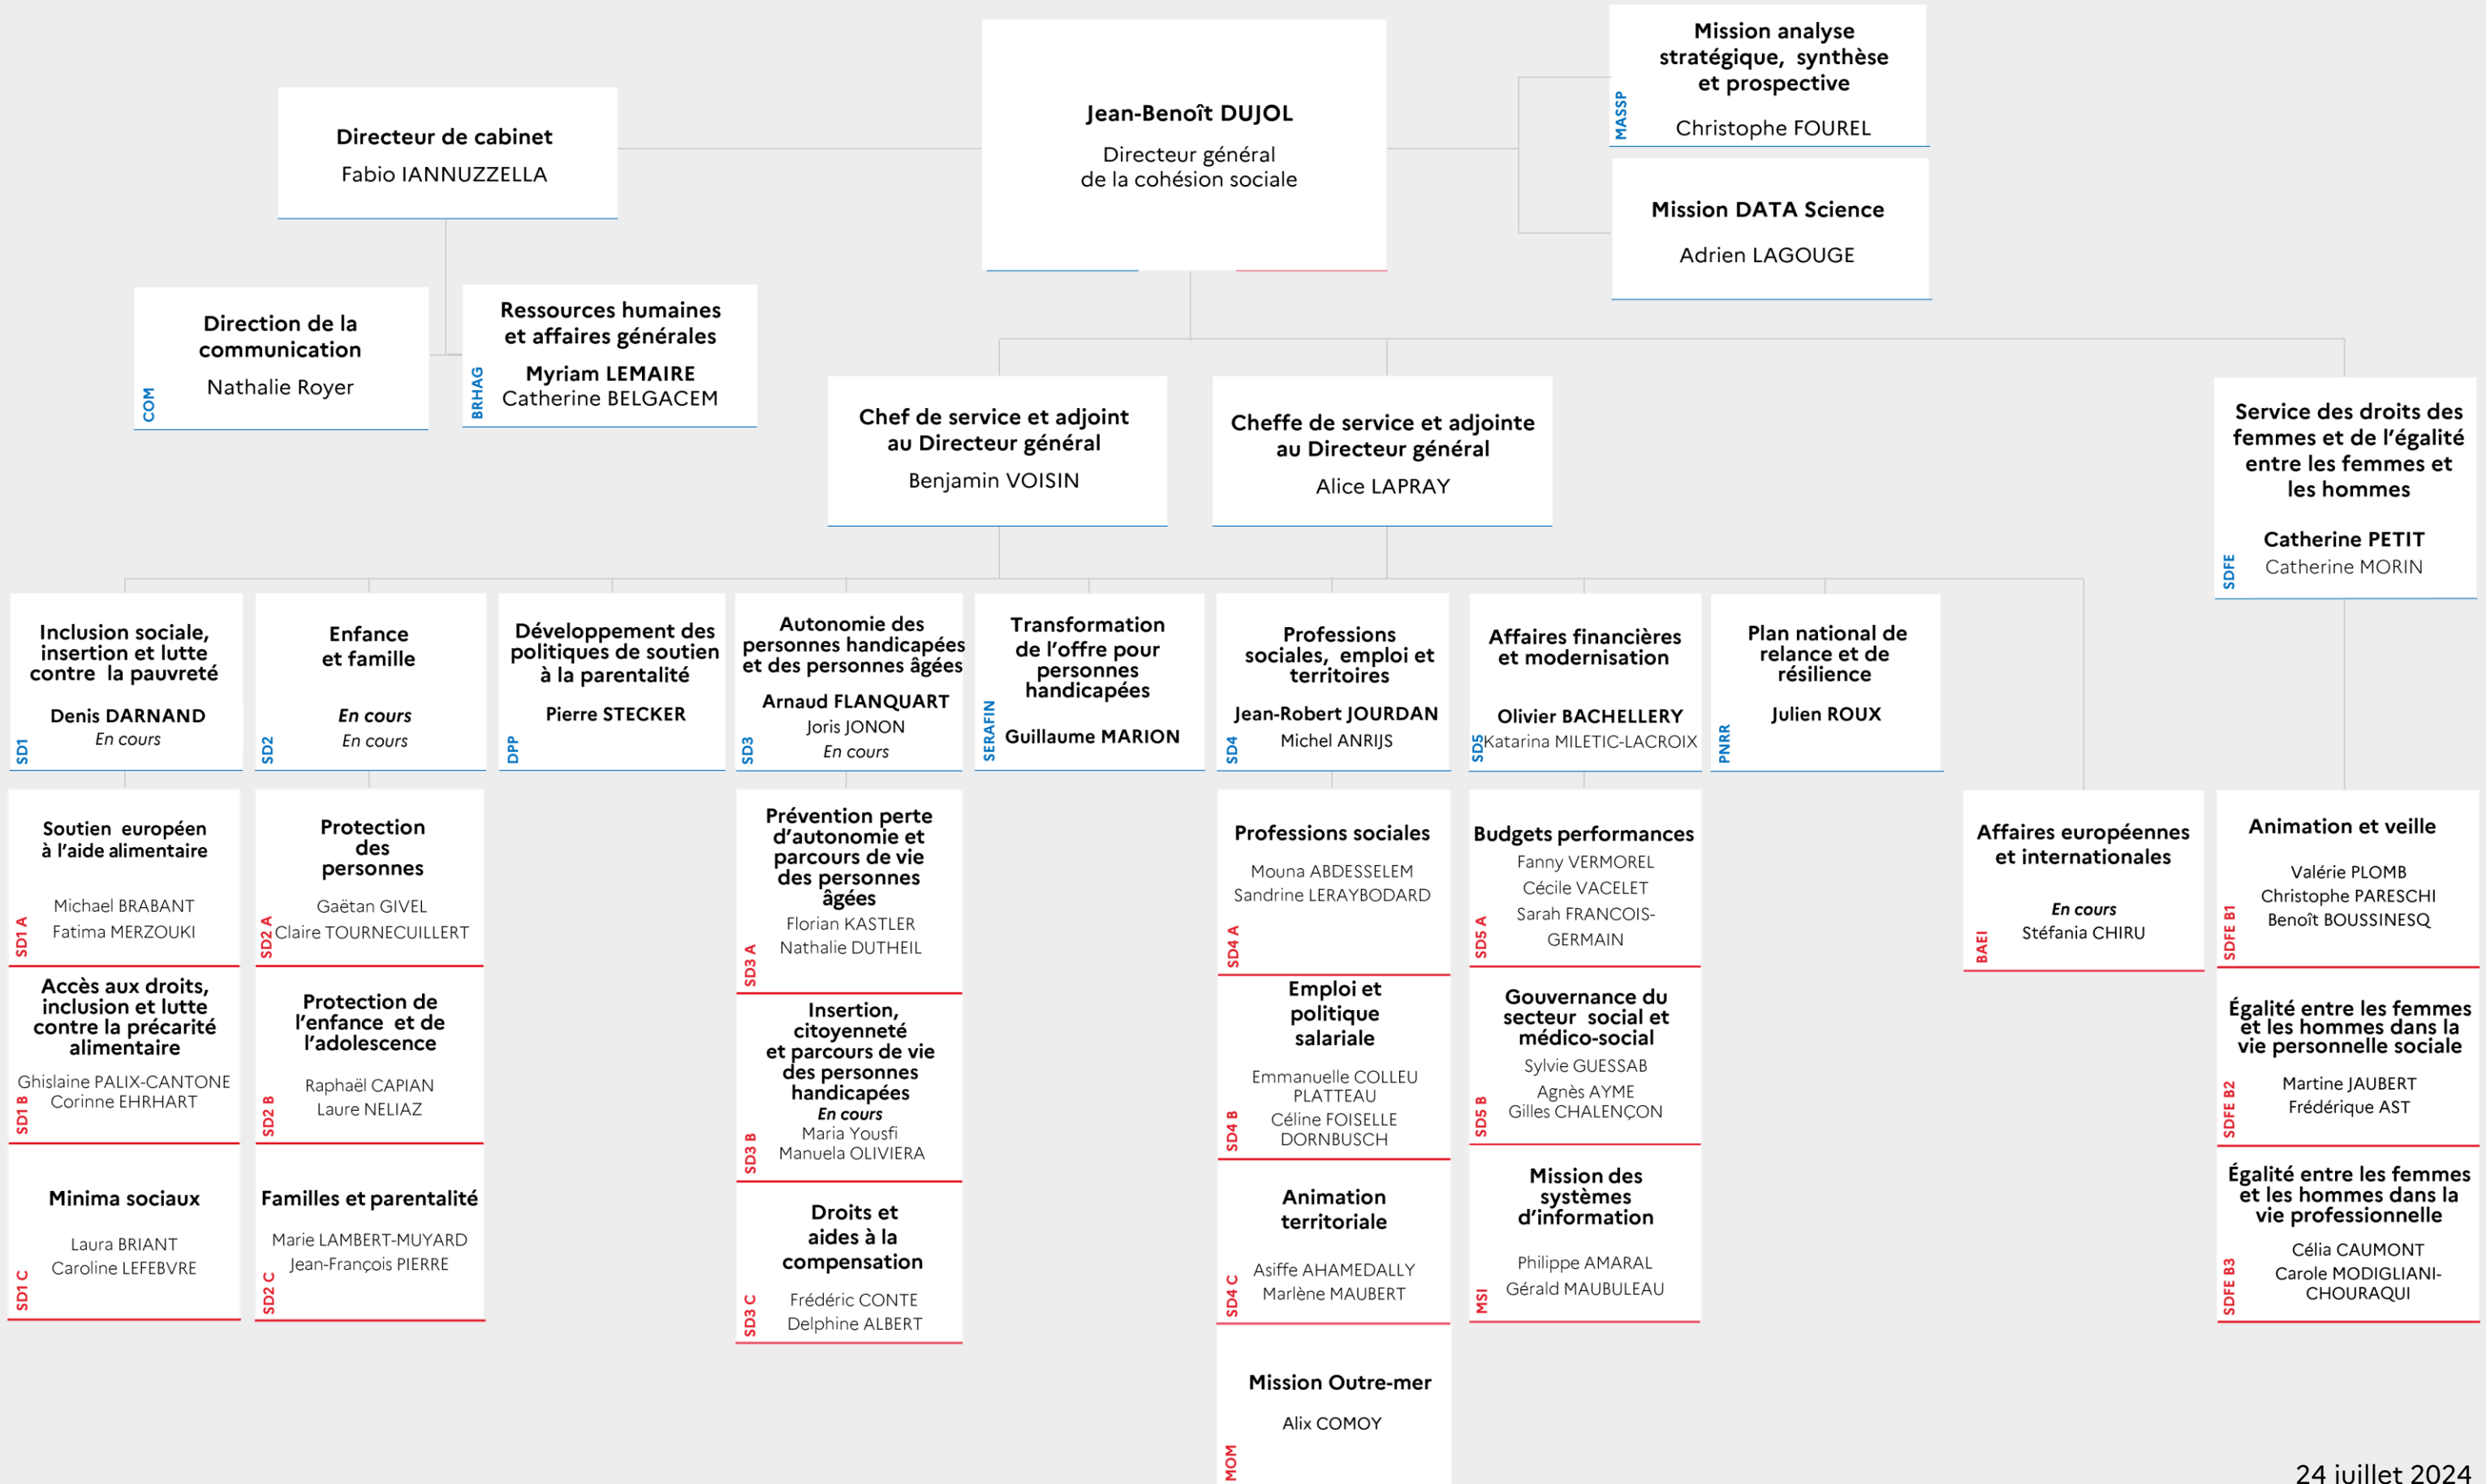 Jean-Benoît DUJOL
Directeur général
de la cohésion sociale
Mission analyse
stratégique, synthèse
et prospective
Christophe FOUREL
MASSP
Mission DATA Science
Adrien LAGOUGE
Directeur de cabinet
Fabio IANNUZZELLA
Direction de la
communication
Nathalie Royer
COM
Ressources humaines
et affaires générales
Myriam LEMAIRE
Catherine BELGACEM
BRHAG
Chef de service et adjoint
au Directeur général
Benjamin VOISIN
Cheffe de service et adjointe
au Directeur général
Alice LAPRAY
Service des droits des
femmes et de l’égalité
entre les femmes et
les hommes
Catherine PETIT
Catherine MORIN
SDFE
Inclusion sociale,
insertion et lutte
contre la pauvreté
Denis DARNAND
En cours
SD1
Enfance
et famille
En cours
En cours
SD2
Développement des
politiques de soutien
à la parentalité
Pierre STECKER
DPP
Autonomie des
personnes handicapées
et des personnes âgées
Arnaud FLANQUART
Joris JONON
En cours
SD3
Transformation
de l’offre pour
personnes
handicapées
Guillaume MARION
SERAFIN
Professions
sociales, emploi et
territoires
Jean-Robert JOURDAN
Michel ANRIJS
SD4
Affaires financières
et modernisation
Olivier BACHELLERY
Katarina MILETIC-LACROIX
SD5
Plan national de
relance et de
résilience
Julien ROUX
PNRR
Soutien européen
à l’aide alimentaire
Michael BRABANT
Fatima MERZOUKI
SD1 A
Accès aux droits,
inclusion et lutte
contre la précarité
alimentaire
Ghislaine PALIX-CANTONE
Corinne EHRHART
SD1 B
Minima sociaux
Laura BRIANT
Caroline LEFEBVRE
SD1 C
Protection
des
personnes
Gaëtan GIVEL
Claire TOURNECUILLERT
SD2 A
Protection de
l’enfance et de
l’adolescence
Raphaël CAPIAN
Laure NELIAZ
SD2 B
Familles et parentalité
Marie LAMBERT-MUYARD
Jean-François PIERRE
SD2 C
Prévention perte
d’autonomie et
parcours de vie
des personnes
âgées
Florian KASTLER
Nathalie DUTHEIL
SD3 A
Insertion,
citoyenneté
et parcours de vie
des personnes
handicapées
En cours
Maria Yousfi
Manuela OLIVIERA
SD3 B
Droits et
aides à la
compensation
Frédéric CONTE
Delphine ALBERT
SD3 C
Professions sociales
Mouna ABDESSELEM
Sandrine LERAYBODARD
SD4 A
Emploi et
politique
salariale
Emmanuelle COLLEU
PLATTEAU
Céline FOISELLE
DORNBUSCH
SD4 B
Animation
territoriale
Asiffe AHAMEDALLY
Marlène MAUBERT
SD4 C
Mission Outre-mer
Alix COMOY
MOM
Budgets performances
Fanny VERMOREL
Cécile VACELET
Sarah FRANCOIS-
GERMAIN
SD5 A
Gouvernance du
secteur social et
médico-social
Sylvie GUESSAB
Agnès AYME
Gilles CHALENÇON
SD5 B
Mission des
systèmes
d’information
Philippe AMARAL
Gérald MAUBULEAU
MSI
Affaires européennes
et internationales
En cours
Stéfania CHIRU
BAEI
Animation et veille
Valérie PLOMB
Christophe PARESCHI
Benoît BOUSSINESQ
SDFE B1
Égalité entre les femmes
et les hommes dans la
vie personnelle sociale
Martine JAUBERT
Frédérique AST
SDFE B2
Égalité entre les femmes
et les hommes dans la
vie professionnelle
Célia CAUMONT
Carole MODIGLIANI-
CHOURAQUI
SDFE B3
24 juillet 2024